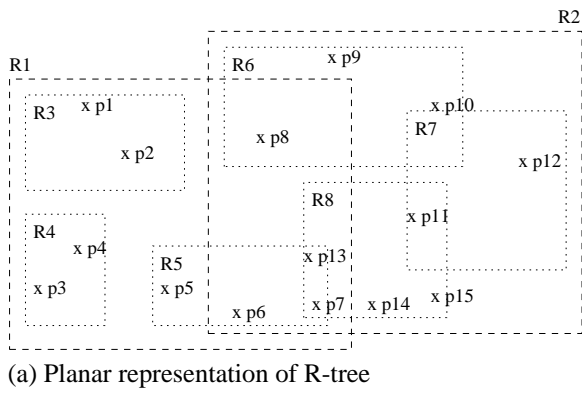 R2
R1
R6
x p9
R3
x p1
x p10
R7
x p8
x p2
x p12
R8
R4
x p11
x p4
R5
x p13
x p3
x p5
x p15
x p6
x p7
x p14
(a) Planar representation of R-tree